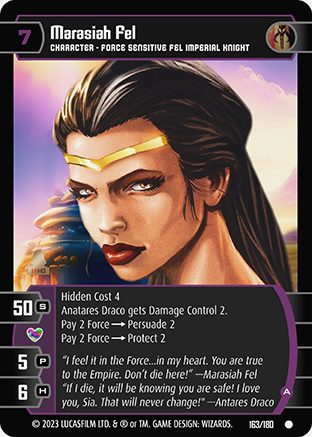 7
Marasiah Fel
CHARACTER - FORCE SENSITIVE FEL IMPERIAL KNIGHT
50 S
Hidden Cost 4
Anatares Draco gets Damage Control 2.
Pay 2 Force → Persuade 2
Pay 2 Force → Protect 2
5 P
6 H
“I feel it in the Force...in my heart. You are true
to the Empire. Don't die here!” —Marasiah Fel
“If I die, it will be knowing you are safe! I love
you, Sia. That will never change!" —Antares Draco
A
© 2023 LUCASFILM LTD. & ® or TM. GAME DESIGN: WIZARDS.
163/180